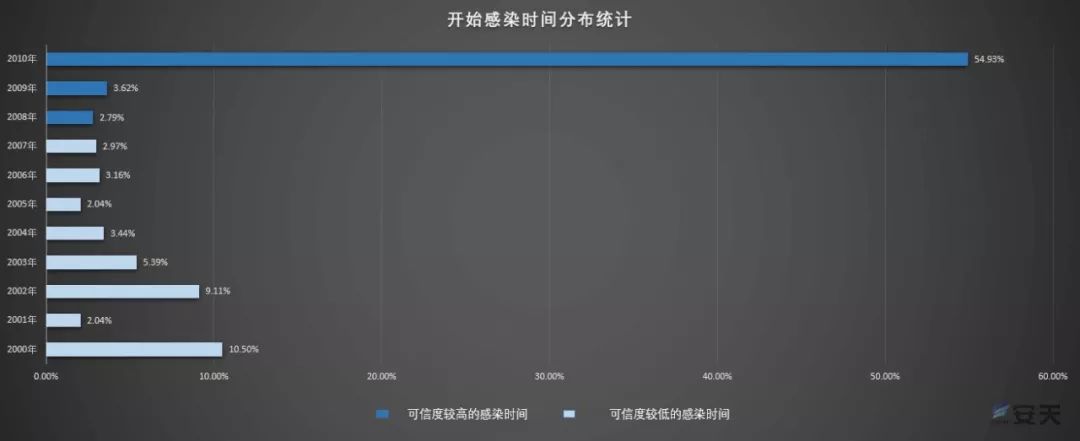 开始感染时间分布统计
2010年 54.93%
2009年 3.62%
2008年 2.79%
2007年 2.97%
2006年 3.16%
2005年 2.04%
2004年 3.44%
2003年 5.39%
2002年 9.11%
2001年 2.04%
2000年 10.50%
0.00% 10.00% 20.00% 30.00% 40.00% 50.00% 60.00%
可信度较高的感染时间 可信度较低的感染时间
安天